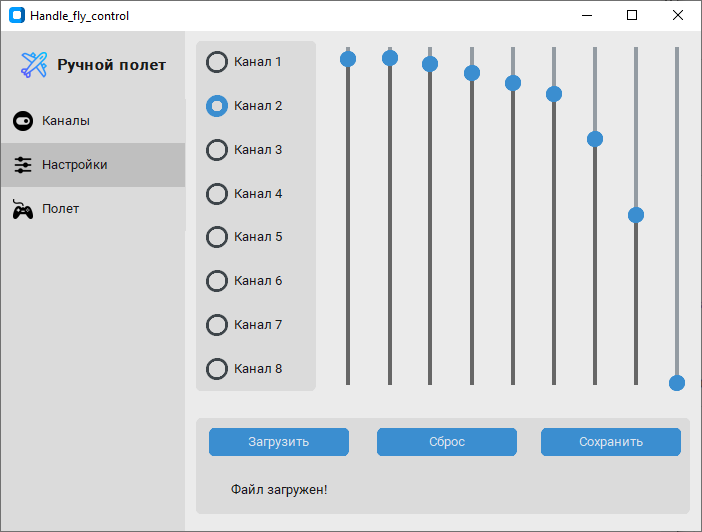 Handle_fly_control
Ручной полет
Каналы
Настройки
Полет
Канал 1
Канал 2
Канал 3
Канал 4
Канал 5
Канал 6
Канал 7
Канал 8
Загрузить
Сброс
Сохранить
Файл загружен!